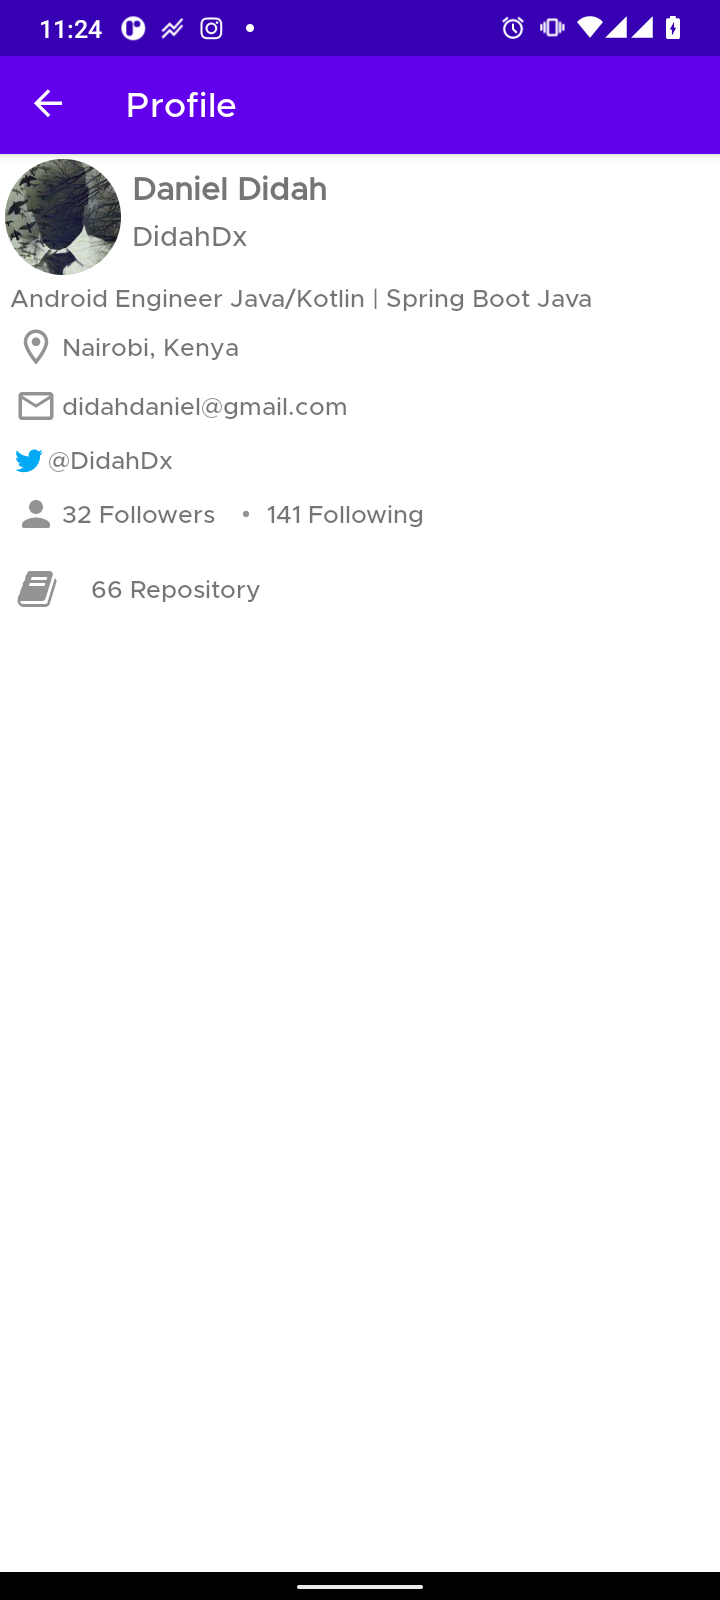 11:24
Profile
Daniel Didah
DidahDx
Android Engineer Java/Kotlin | Spring Boot Java
Nairobi, Kenya
didahdaniel@gmail.com
@DidahDx
32 Followers • 141 Following
66 Repository